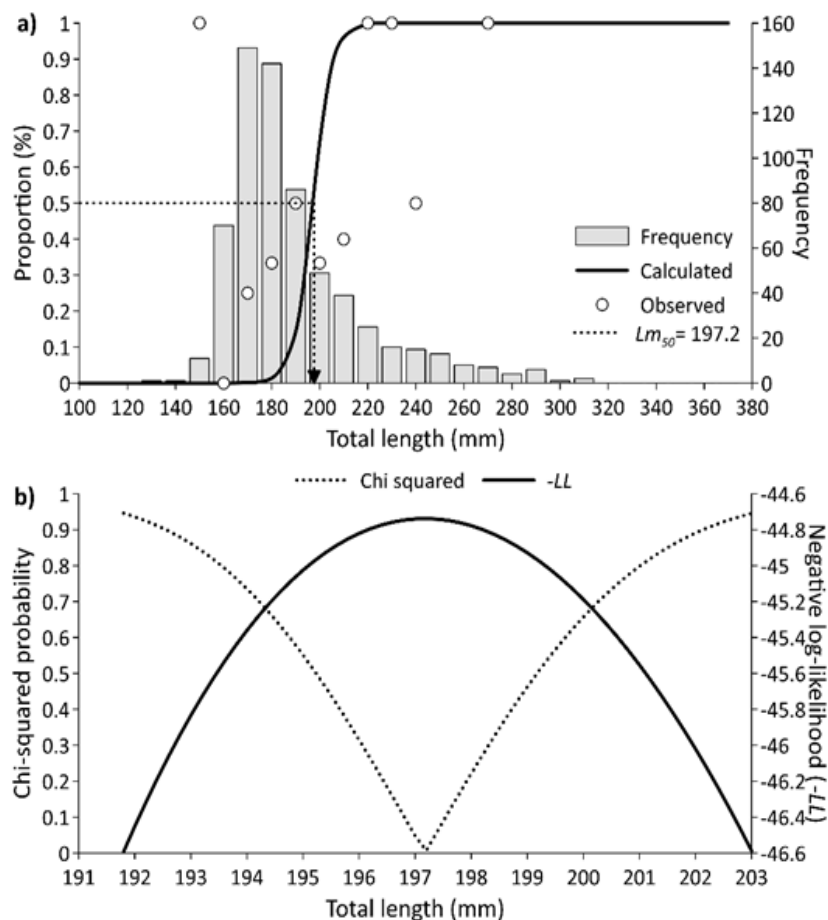 a)
Proportion (%)
1
0.9
0.8
0.7
0.6
0.5
0.4
0.3
0.2
0.1
0
160
140
120
100
80
60
40
20
0
Frequency
Frequency
Calculated
Observed
Lm50= 197.2
100 120 140 160 180 200 220 240 260 280 300 320 340 360 380
Total length (mm)
b)
Chi squared -LL
Chi-squared probability
1
0.9
0.8
0.7
0.6
0.5
0.4
0.3
0.2
0.1
0
-44.6
-44.8
-45
-45.2
-45.4
-45.6
-45.8
-46
-46.2
-46.4
-46.6
Negative log-likelihood (-LL)
191 192 193 194 195 196 197 198 199 200 201 202 203
Total length (mm)